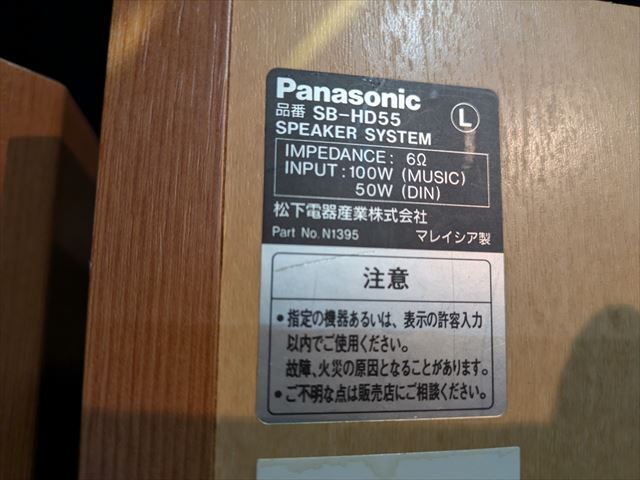 Panasonic
品番 SB-HD55
SPEAKER SYSTEM
L
IMPEDANCE: 6Ω
INPUT: 100W (MUSIC)
50W (DIN)
松下電器産業株式会社
Part No. N1395 マレイシア製
注意
•指定の機器あるいは、表示の許容入力
以内でご使用ください。
故障、火災の原因となることがあります。
•ご不明な点は販売店にご相談ください。